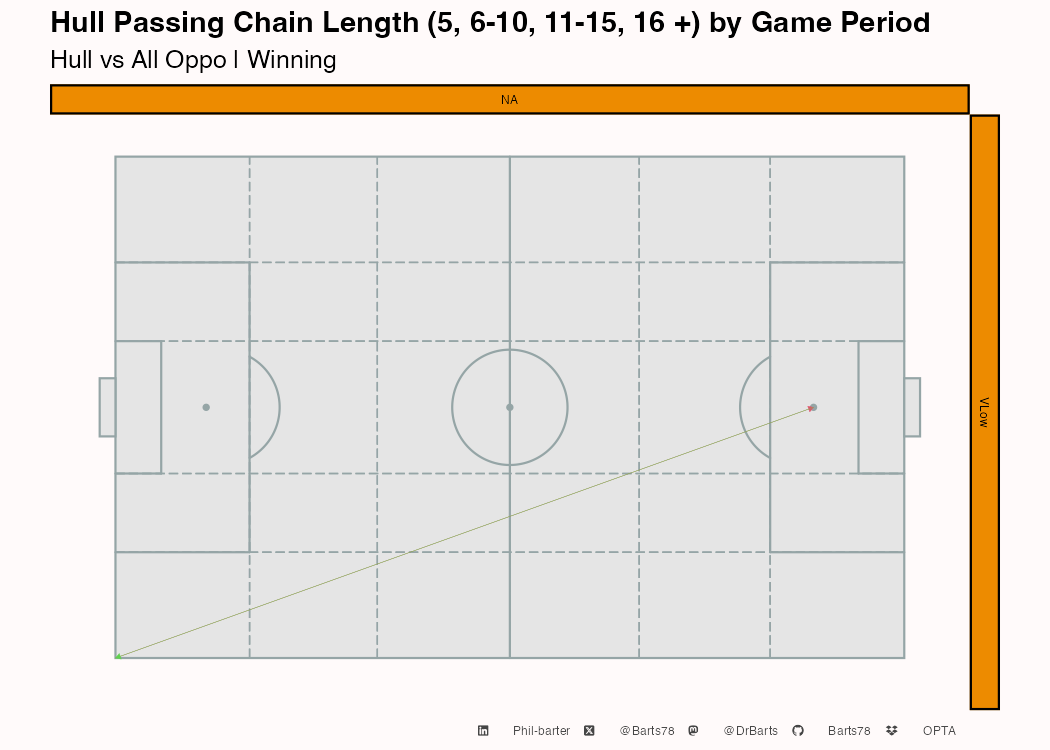 Hull Passing Chain Length (5, 6-10, 11-15, 16 +) by Game Period
Hull vs All Oppo | Winning
NA
VLow
Phil-barter @Barts78 @DrBarts Barts78 OPTA